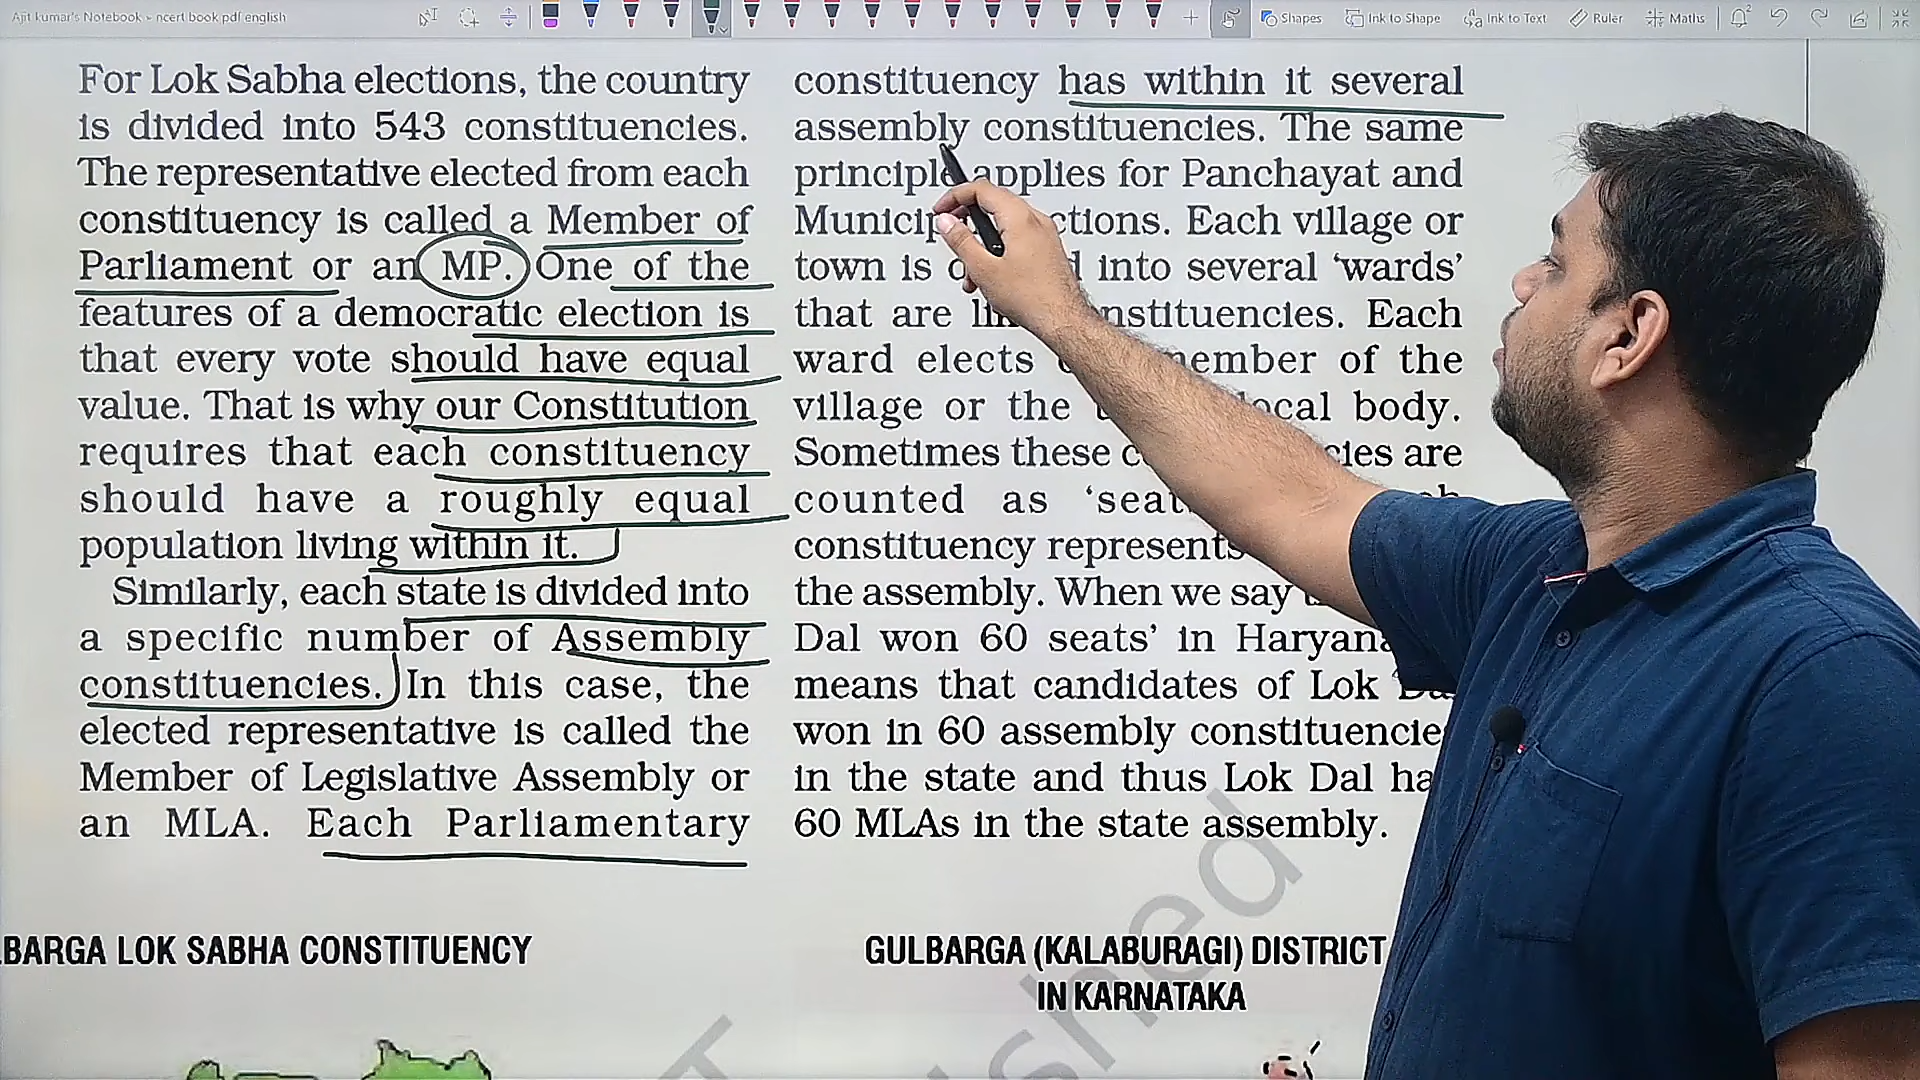 Ajit kumar's Notebook » ncert book pdf english
Shapes
Ink to Shape
Ink to Text
Ruler
Maths
For Lok Sabha elections, the country
is divided into 543 constituencies.
The representative elected from each
constituency is called a Member of
Parliament or an MP. One of the
features of a democratic election is
that every vote should have equal
value. That is why our Constitution
requires that each constituency
should have a roughly equal
population living within it.
Similarly, each state is divided into
a specific number of Assembly
constituencies. In this case, the
elected representative is called the
Member of Legislative Assembly or
an MLA. Each Parliamentary
constituency has within it several
assembly constituencies. The same
principle applies for Panchayat and
ctions. Each village or
town is into several ‘wards’
that are nstituencies. Each
ward elects ember of the
village or the local body.
Sometimes these cies are
counted as ‘seat
constituency represents
the assembly. When we say
Dal won 60 seats’ in Haryana
means that candidates of Lok
won in 60 assembly constituencie
in the state and thus Lok Dal ha
60 MLAs in the state assembly.
BARGA LOK SABHA CONSTITUENCY
GULBARGA (KALABURAGI) DISTRICT
IN KARNATAKA
shed